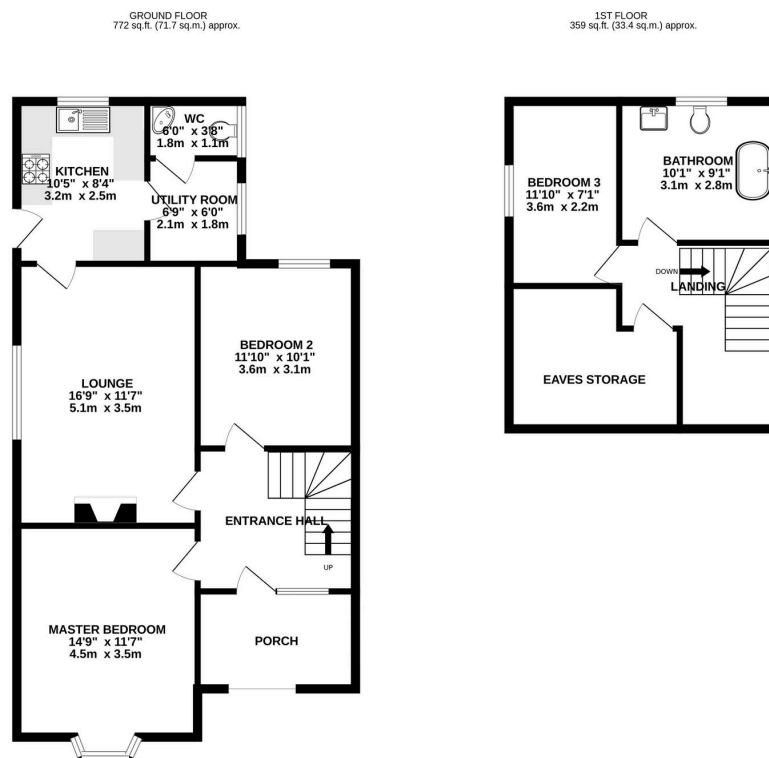 GROUND FLOOR
772 sq.ft. (71.7 sq.m.) approx.
WC
6'0" x 3'8"
1.8m x 1.1m
KITCHEN
10'5" x 8'4"
3.2m x 2.5m
UTILITY ROOM
6'9" x 6'0"
2.1m x 1.8m
BEDROOM 2
11'10" x 10'1"
3.6m x 3.1m
LOUNGE
16'9" x 11'7"
5.1m x 3.5m
ENTRANCE HALL
UP
MASTER BEDROOM
14'9" x 11'7"
4.5m x 3.5m
PORCH
1ST FLOOR
359 sq.ft. (33.4 sq.m.) approx.
BATHROOM
10'1" x 9'1"
3.1m x 2.8m
BEDROOM 3
11'10" x 7'1"
3.6m x 2.2m
DOWN
LANDING
EAVES STORAGE